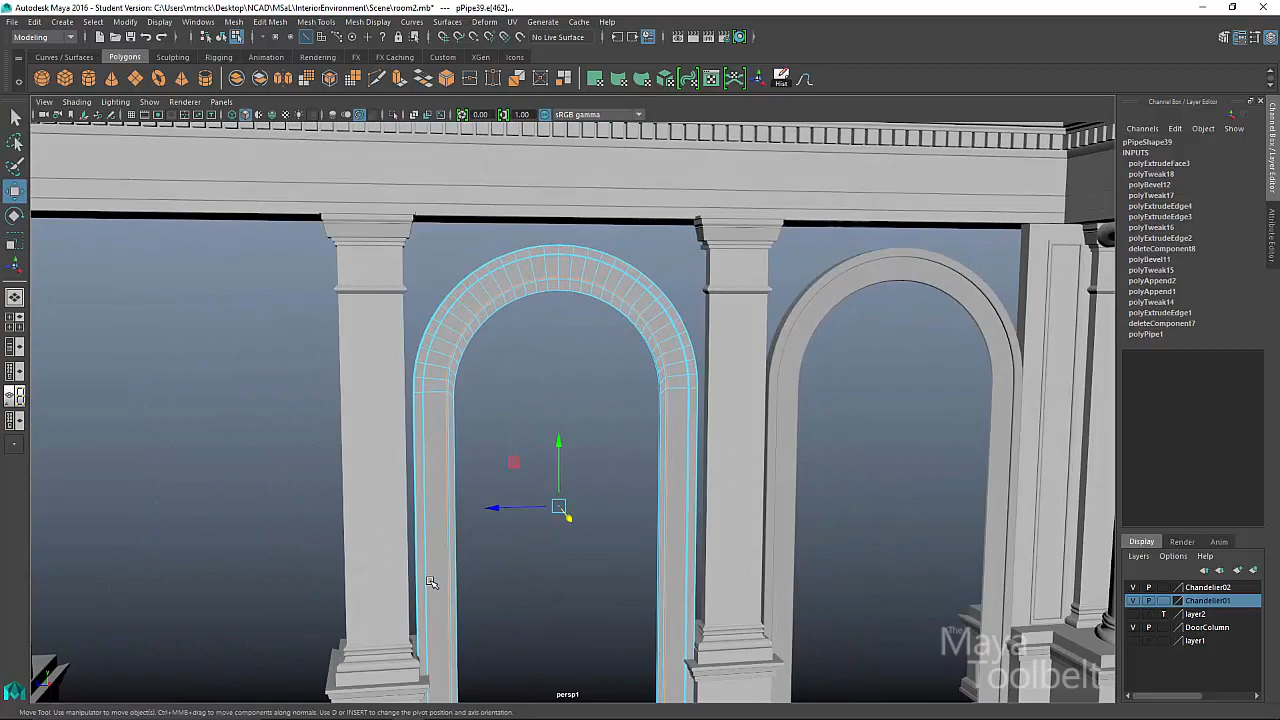 Autodesk Maya 2016 - Student Version: C:\Users\mtmck\Desktop\NCAD\MSaL\InteriorEnvironment\Scene\room2.mb* --- pPipe39.e[462]...
File Edit Create Select Modify Display Windows Mesh Edit Mesh Mesh Tools Mesh Display Curves Surfaces Deform UV Generate Cache Help
Modeling No Live Surface
Curves / Surfaces Polygons Sculpting Rigging Animation Rendering FX FX Caching Custom XGen Icons
Hist
View Shading Lighting Show Renderer Panels
0.00 1.00 sRGB gamma
Channel Box / Layer Editor
Channels Edit Object Show
pPipeShape39
INPUTS
polyExtrudeFace3
polyTweak18
polyBevel12
polyTweak17
polyExtrudeEdge4
polyExtrudeEdge3
polyTweak16
polyExtrudeEdge2
deleteComponent8
polyBevel11
polyTweak15
polyAppend2
polyAppend1
polyTweak14
polyExtrudeEdge1
deleteComponent7
polyPipe1
Channel Box / Layer Editor
Attribute Editor
Display Render Anim
Layers Options Help
V P Chandelier02
V P Chandelier01
T layer2
V P DoorColumn
layer1
The Maya
Toolbelt
persp1
Move Tool: Use manipulator to move object(s). Ctrl+MMB+drag to move components along normals. Use D or INSERT to change the pivot position and axis orientation.